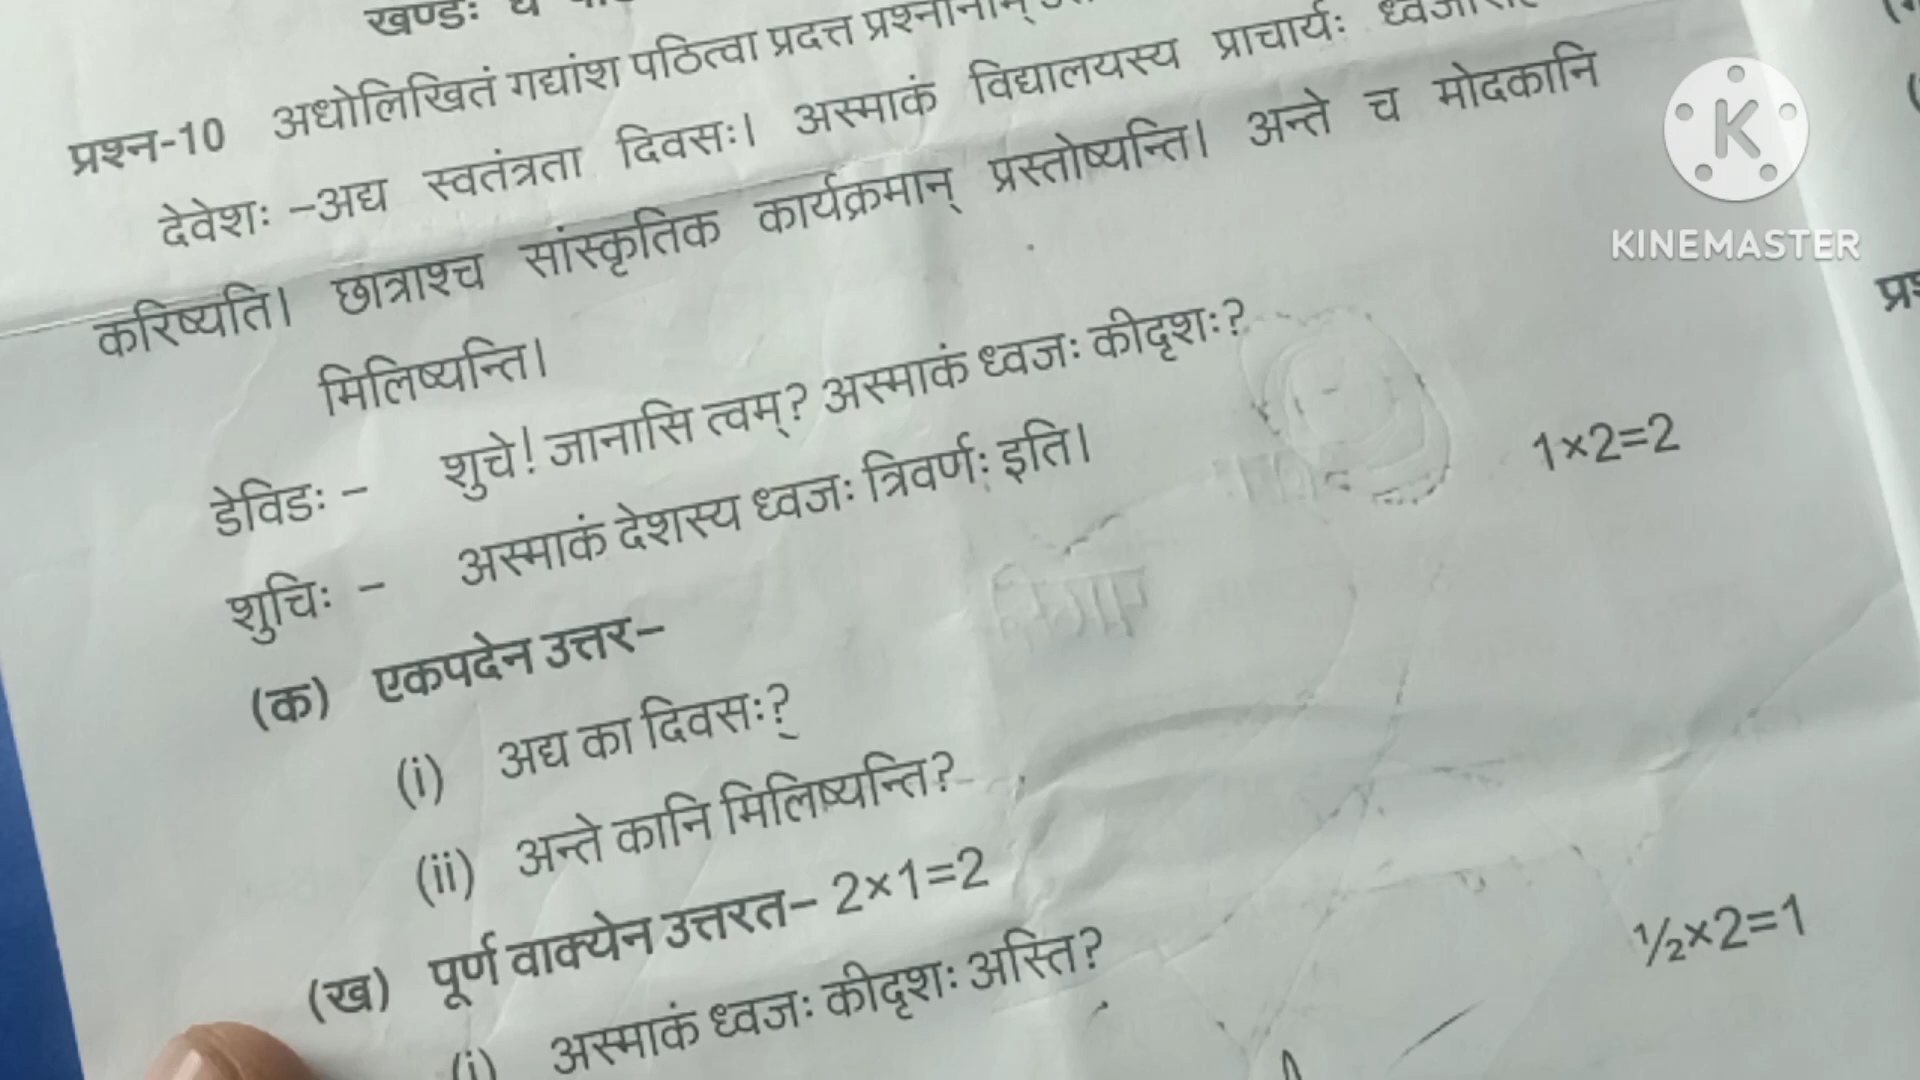 खण्डः
प्रश्न-10 अधोलिखितं गद्यांश पठित्वा प्रदत्त प्रश्नानाम्
देवेशः –अद्य स्वतंत्रता दिवसः। अस्माकं विद्यालयस्य प्राचार्यः
करिष्यति। छात्राश्च सांस्कृतिक कार्यक्रमान् प्रस्तोष्यन्ति। अन्ते च मोदकानि
मिलिष्यन्ति।
डेविडः – शुचे! जानासि त्वम्? अस्माकं ध्वजः कीदृशः?
शुचिः – अस्माकं देशस्य ध्वजः त्रिवर्णः इति।
(क) एकपदेन उत्तर– 1×2=2
(i) अद्य का दिवसः?
(ii) अन्ते कानि मिलिष्यन्ति?
(ख) पूर्ण वाक्येन उत्तरत– 2×1=2
(i) अस्माकं ध्वजः कीदृशः अस्ति? ½×2=1
K
KINEMASTER